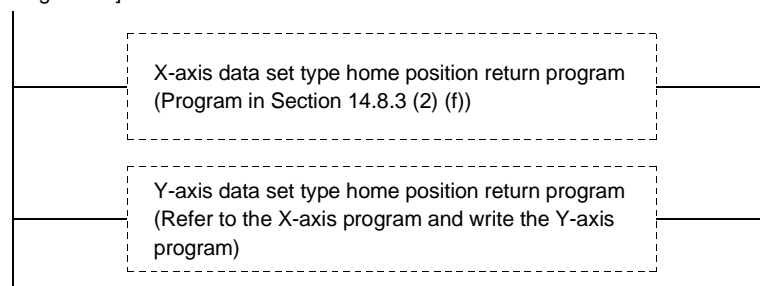 X-axis data set type home position return program
(Program in Section 14.8.3 (2) (f))
Y-axis data set type home position return program
(Refer to the X-axis program and write the Y-axis
program)